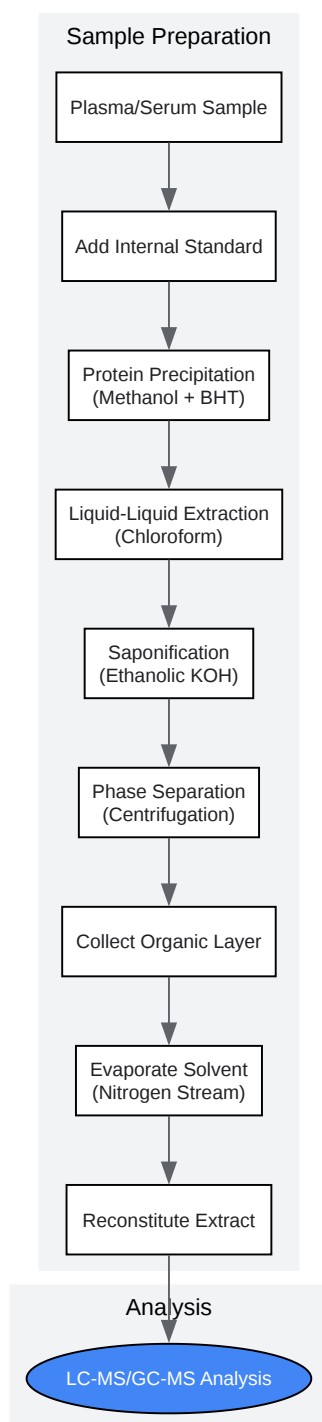 Sample Preparation
Plasma/Serum Sample
Add Internal Standard
Protein Precipitation
(Methanol + BHT)
Liquid-Liquid Extraction
(Chloroform)
Saponification
(Ethanolic KOH)
Phase Separation
(Centrifugation)
Collect Organic Layer
Evaporate Solvent
(Nitrogen Stream)
Reconstitute Extract
Analysis
LC-MS/GC-MS Analysis